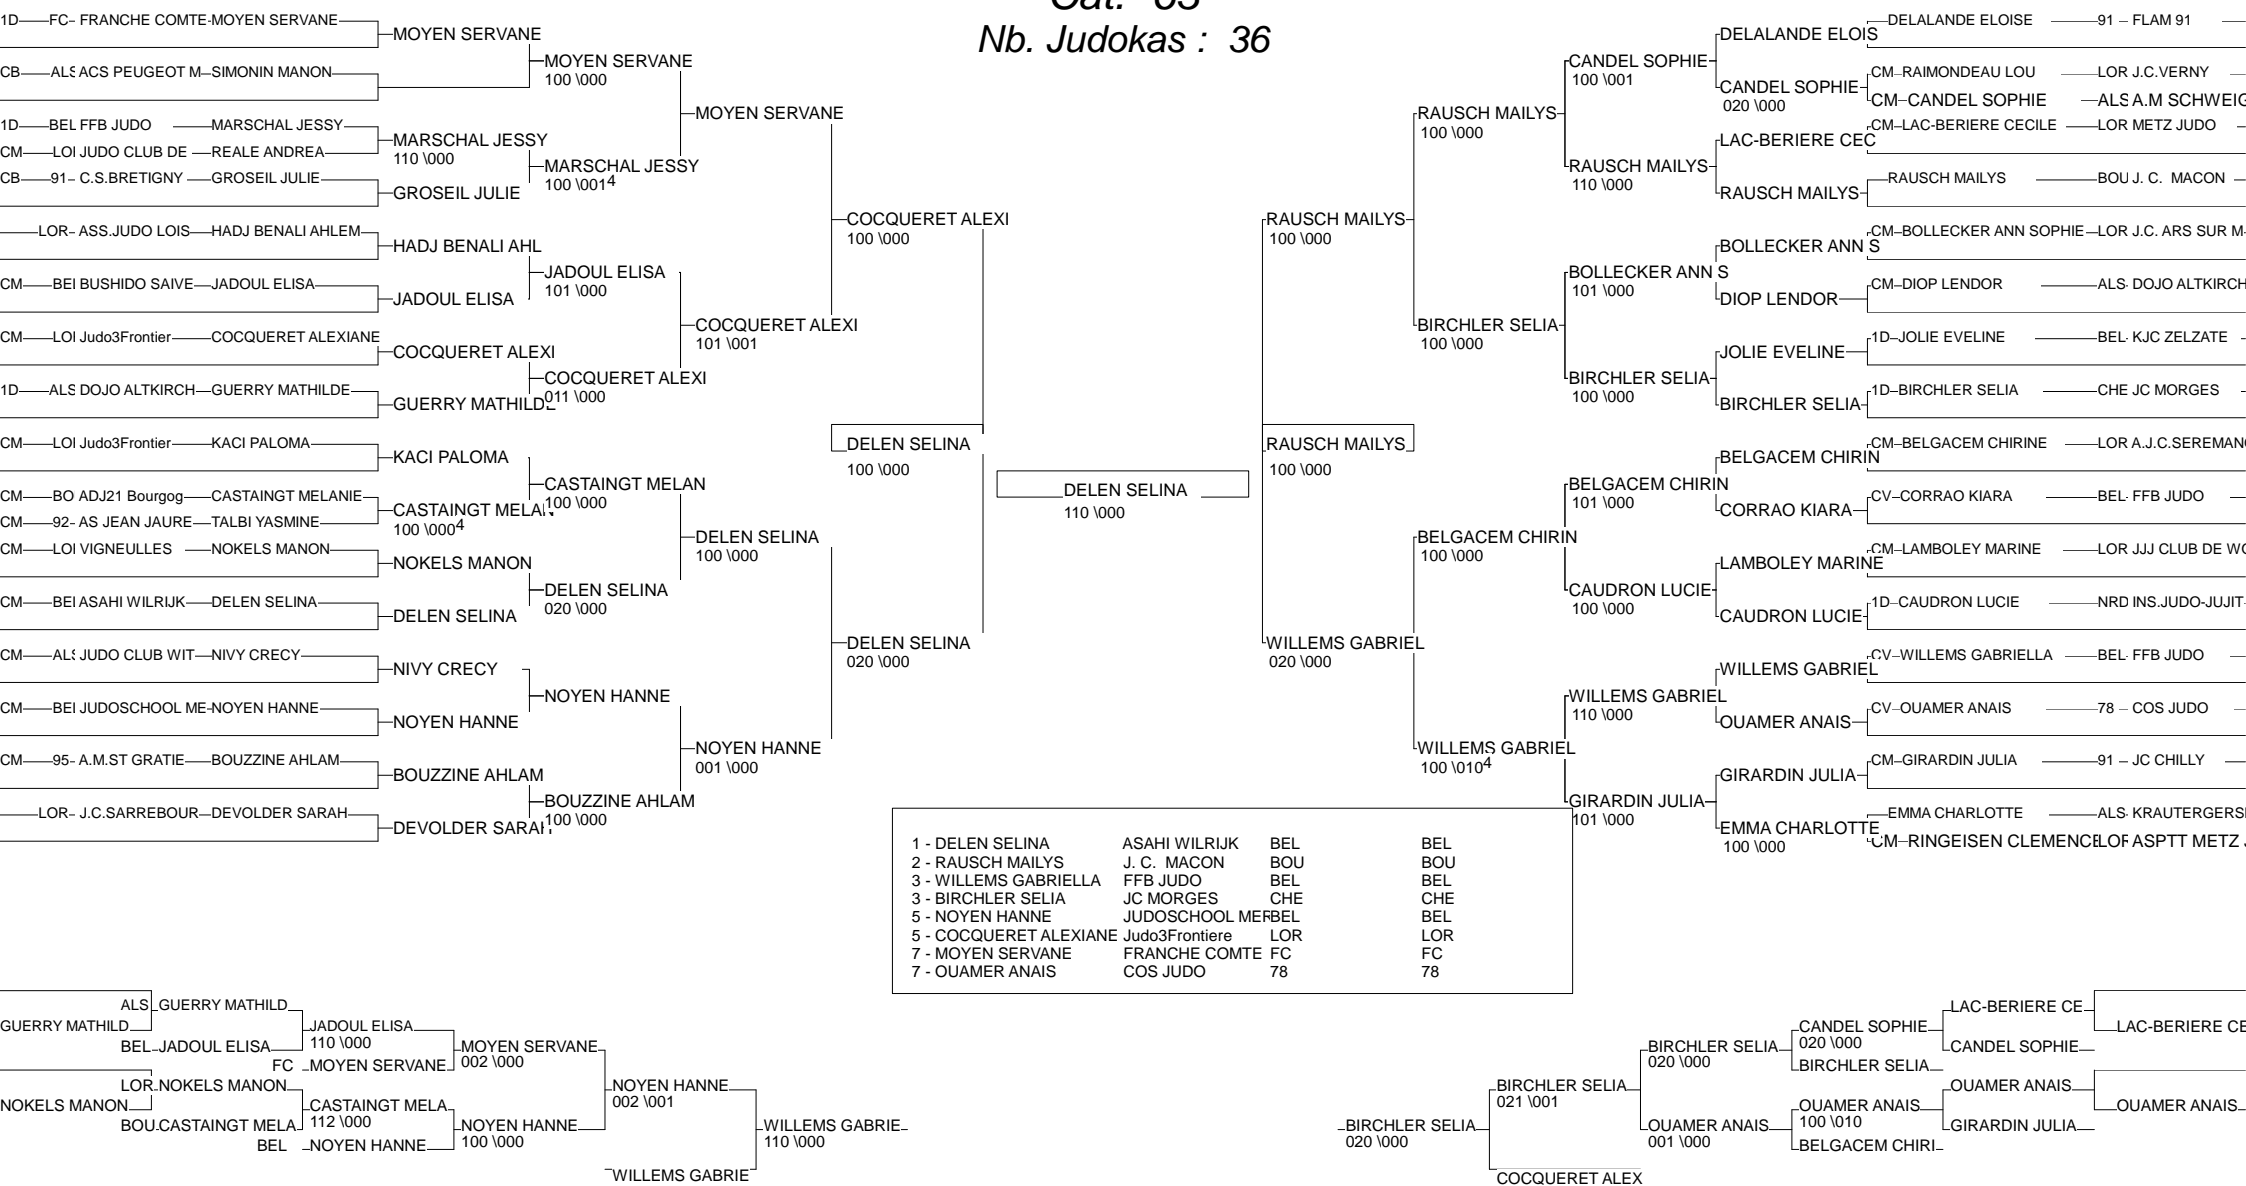 Nb. Judokas : 36
1D FC- FRANCHE COMTE-MOYEN SERVANE
CB ALS ACS PEUGEOT M SIMONIN MANON
1D BEL FFB JUDO MARSCHAL JESSY
CM LOI JUDO CLUB DE REALE ANDREA
CB 91- C.S.BRETIGNY GROSEIL JULIE
LOR- ASS.JUDO LOIS HADJ BENALI AHLEM
CM BEI BUSHIDO SAIVE JADOUL ELISA
CM LOI Judo3Frontier COCQUERET ALEXIANE
1D ALS DOJO ALTKIRCH GUERRY MATHILDE
CM LOI Judo3Frontier KACI PALOMA
CM BO ADJ21 Bourgog CASTAINGT MELANIE
CM 92- AS JEAN JAURE TALBI YASMINE
CM LOI VIGNEULLES NOKELS MANON
CM BEI ASAHI WILRIJK DELEN SELINA
CM ALS JUDO CLUB WIT NIVY CRECY
CM BEI JUDOSCHOOL ME-NOYEN HANNE
CM 95- A.M.ST GRATIE BOUZZINE AHLAM
LOR- J.C.SARREBOUR DEVOLDER SARAH
MOYEN SERVANE
MARSCHAL JESSY
110 \000
GROSEIL JULIE
HADJ BENALI AHL
JADOUL ELISA
COCQUERET ALEXI
GUERRY MATHILDE
KACI PALOMA
CASTAINGT MELAN
100 \0004
NOKELS MANON
DELEN SELINA
NIVY CRECY
NOYEN HANNE
BOUZZINE AHLAM
DEVOLDER SARAH
MOYEN SERVANE
100 \000
MARSCHAL JESSY
100 \0014
JADOUL ELISA
101 \000
COCQUERET ALEXI
011 \000
CASTAINGT MELAN
100 \000
DELEN SELINA
020 \000
NOYEN HANNE
BOUZZINE AHLAM
100 \000
MOYEN SERVANE
COCQUERET ALEXI
101 \001
DELEN SELINA
100 \000
NOYEN HANNE
001 \000
COCQUERET ALEXI
100 \000
DELEN SELINA
100 \000
DELEN SELINA
020 \000
DELEN SELINA
110 \000
RAUSCH MAILYS
100 \000
RAUSCH MAILYS
100 \000
WILLEMS GABRIEL
020 \000
RAUSCH MAILYS
100 \000
BIRCHLER SELIA
100 \000
BELGACEM CHIRIN
100 \000
WILLEMS GABRIEL
100 \0104
CANDEL SOPHIE
100 \001
RAUSCH MAILYS
110 \000
BOLLECKER ANN S
101 \000
BIRCHLER SELIA
100 \000
BELGACEM CHIRIN
101 \000
CAUDRON LUCIE
100 \000
WILLEMS GABRIEL
110 \000
GIRARDIN JULIA
101 \000
DELALANDE ELOIS
CANDEL SOPHIE
020 \000
LAC-BERIERE CEC
RAUSCH MAILYS
BOLLECKER ANN S
DIOP LENDOR
JOLIE EVELINE
BIRCHLER SELIA
BELGACEM CHIRIN
CORRAO KIARA
LAMBOLEY MARINE
CAUDRON LUCIE
WILLEMS GABRIEL
OUAMER ANAIS
GIRARDIN JULIA
EMMA CHARLOTTE
100 \000
DELALANDE ELOISE 91 – FLAM 91
CM-RAIMONDEAU LOU LOR J.C.VERNY
CM-CANDEL SOPHIE ALS A.M SCHWEIG
CM-LAC-BERIERE CECILE LOR METZ JUDO
RAUSCH MAILYS BOU J. C. MACON
CM-BOLLECKER ANN SOPHIE LOR J.C. ARS SUR M
CM-DIOP LENDOR ALS- DOJO ALTKIRCH
1D-JOLIE EVELINE BEL- KJC ZELZATE
1D-BIRCHLER SELIA CHE JC MORGES
CM-BELGACEM CHIRINE LOR A.J.C.SEREMAN
CV-CORRAO KIARA BEL- FFB JUDO
CM-LAMBOLEY MARINE LOR JJJ CLUB DE
1D-CAUDRON LUCIE NRD INS.JUDO-JUJIT
CV-WILLEMS GABRIELLA BEL- FFB JUDO
CV-OUAMER ANAIS 78 – COS JUDO
CM-GIRARDIN JULIA 91 – JC CHILLY
EMMA CHARLOTTE ALS- KRAUTERGERS
CM-RINGEISEN CLEMENCE LOR ASPTT METZ
1 - DELEN SELINA ASAHI WILRIJK BEL BEL
2 - RAUSCH MAILYS J. C. MACON BOU BOU
3 - WILLEMS GABRIELLA FFB JUDO BEL BEL
3 - BIRCHLER SELIA JC MORGES CHE CHE
5 - NOYEN HANNE JUDOSCHOOL MER BEL BEL
5 - COCQUERET ALEXIANE Judo3Frontiere LOR LOR
7 - MOYEN SERVANE FRANCHE COMTE FC FC
7 - OUAMER ANAIS COS JUDO 78 78
GUERRY MATHILD
NOKELS MANON
ALS GUERRY MATHILD
BEL JADOUL ELISA
LOR NOKELS MANON
BOU CASTAINGT MELA
JADOUL ELISA
110 \000
FC MOYEN SERVANE
CASTAINGT MELA
112 \000
BEL NOYEN HANNE
MOYEN SERVANE
002 \000
NOYEN HANNE
100 \000
NOYEN HANNE
002 \001
WILLEMS GABRIE
WILLEMS GABRIE
110 \000
BIRCHLER SELIA
020 \000
BIRCHLER SELIA
021 \001
COCQUERET ALEX
BIRCHLER SELIA
020 \000
OUAMER ANAIS
001 \000
CANDEL SOPHIE
020 \000
BIRCHLER SELIA
OUAMER ANAIS
100 \010
BELGACEM CHIRI
LAC-BERIERE CE
CANDEL SOPHIE
OUAMER ANAIS
GIRARDIN JULIA
LAC-BERIERE CE
OUAMER ANAIS